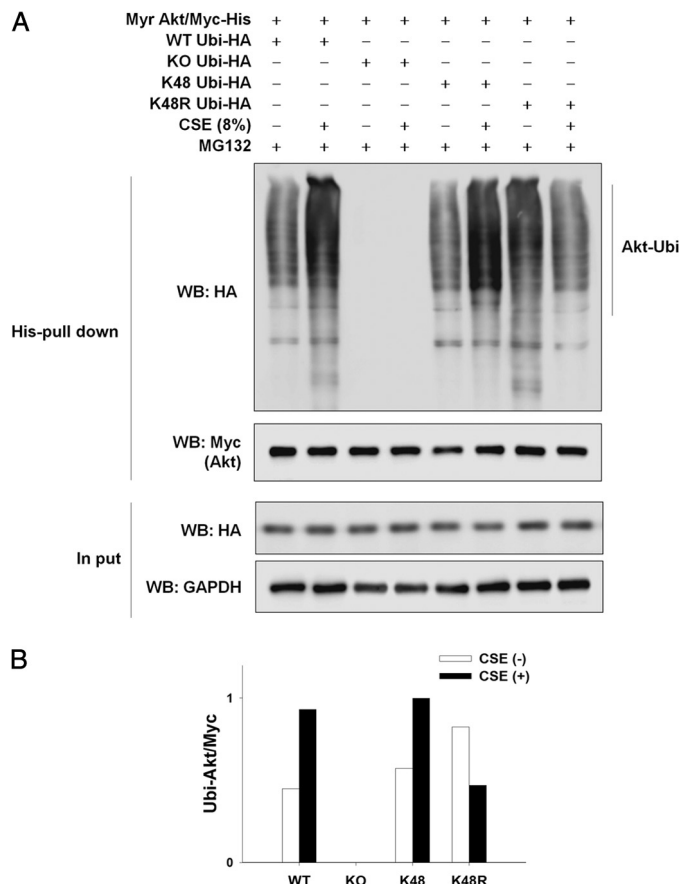 A
Myr Akt/Myc-His + + + + + + + +
WT Ubi-HA + + – – – – – –
KO Ubi-HA – – + + – – – –
K48 Ubi-HA – – – – + + – –
K48R Ubi-HA – – – – – – + +
CSE (8%) – + – + – + – +
MG132 + + + + + + + +
His-pull down
WB: HA
Akt-Ubi
WB: Myc
(Akt)
In put
WB: HA
WB: GAPDH
B
CSE (-)
CSE (+)
Ubi-Akt/Myc
1
0
WT KO K48 K48R